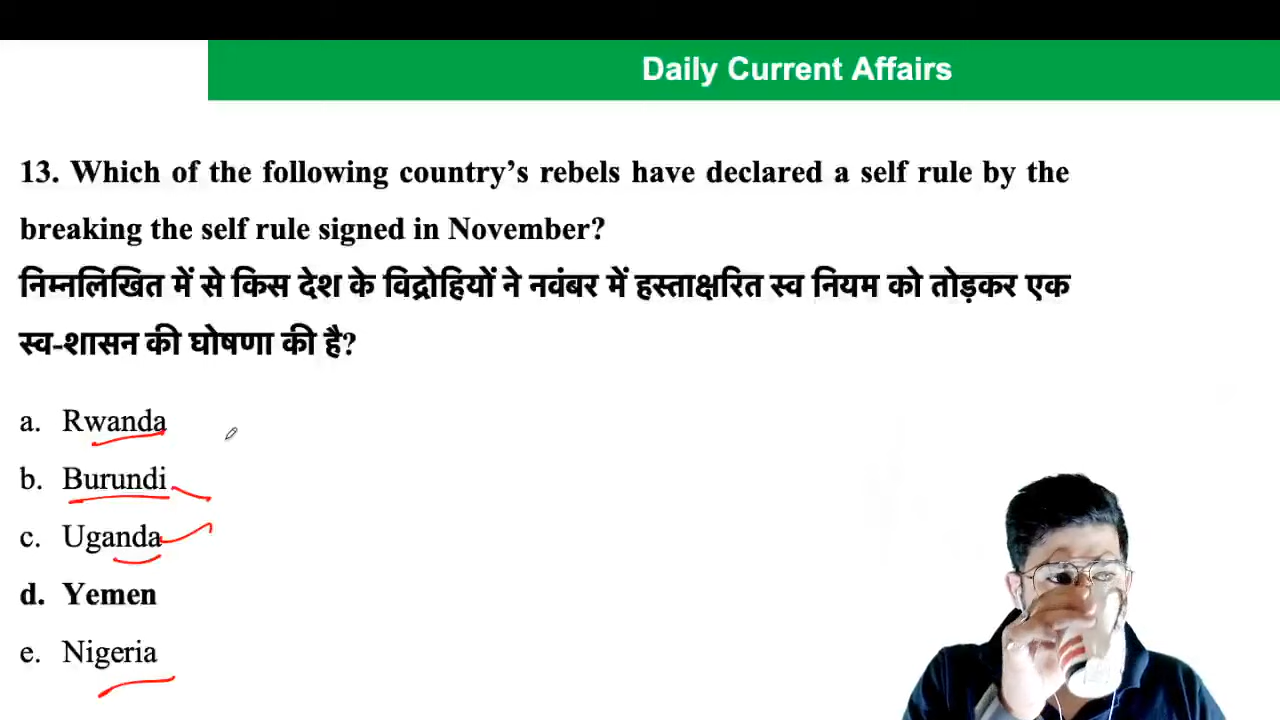 Daily Current Affairs
13. Which of the following country’s rebels have declared a self rule by the
breaking the self rule signed in November?
निम्नलिखित में से किस देश के विद्रोहियों ने नवंबर में हस्ताक्षरित स्व नियम को तोड़कर एक
स्व-शासन की घोषणा की है?
a. Rwanda
b. Burundi
c. Uganda
d. Yemen
e. Nigeria